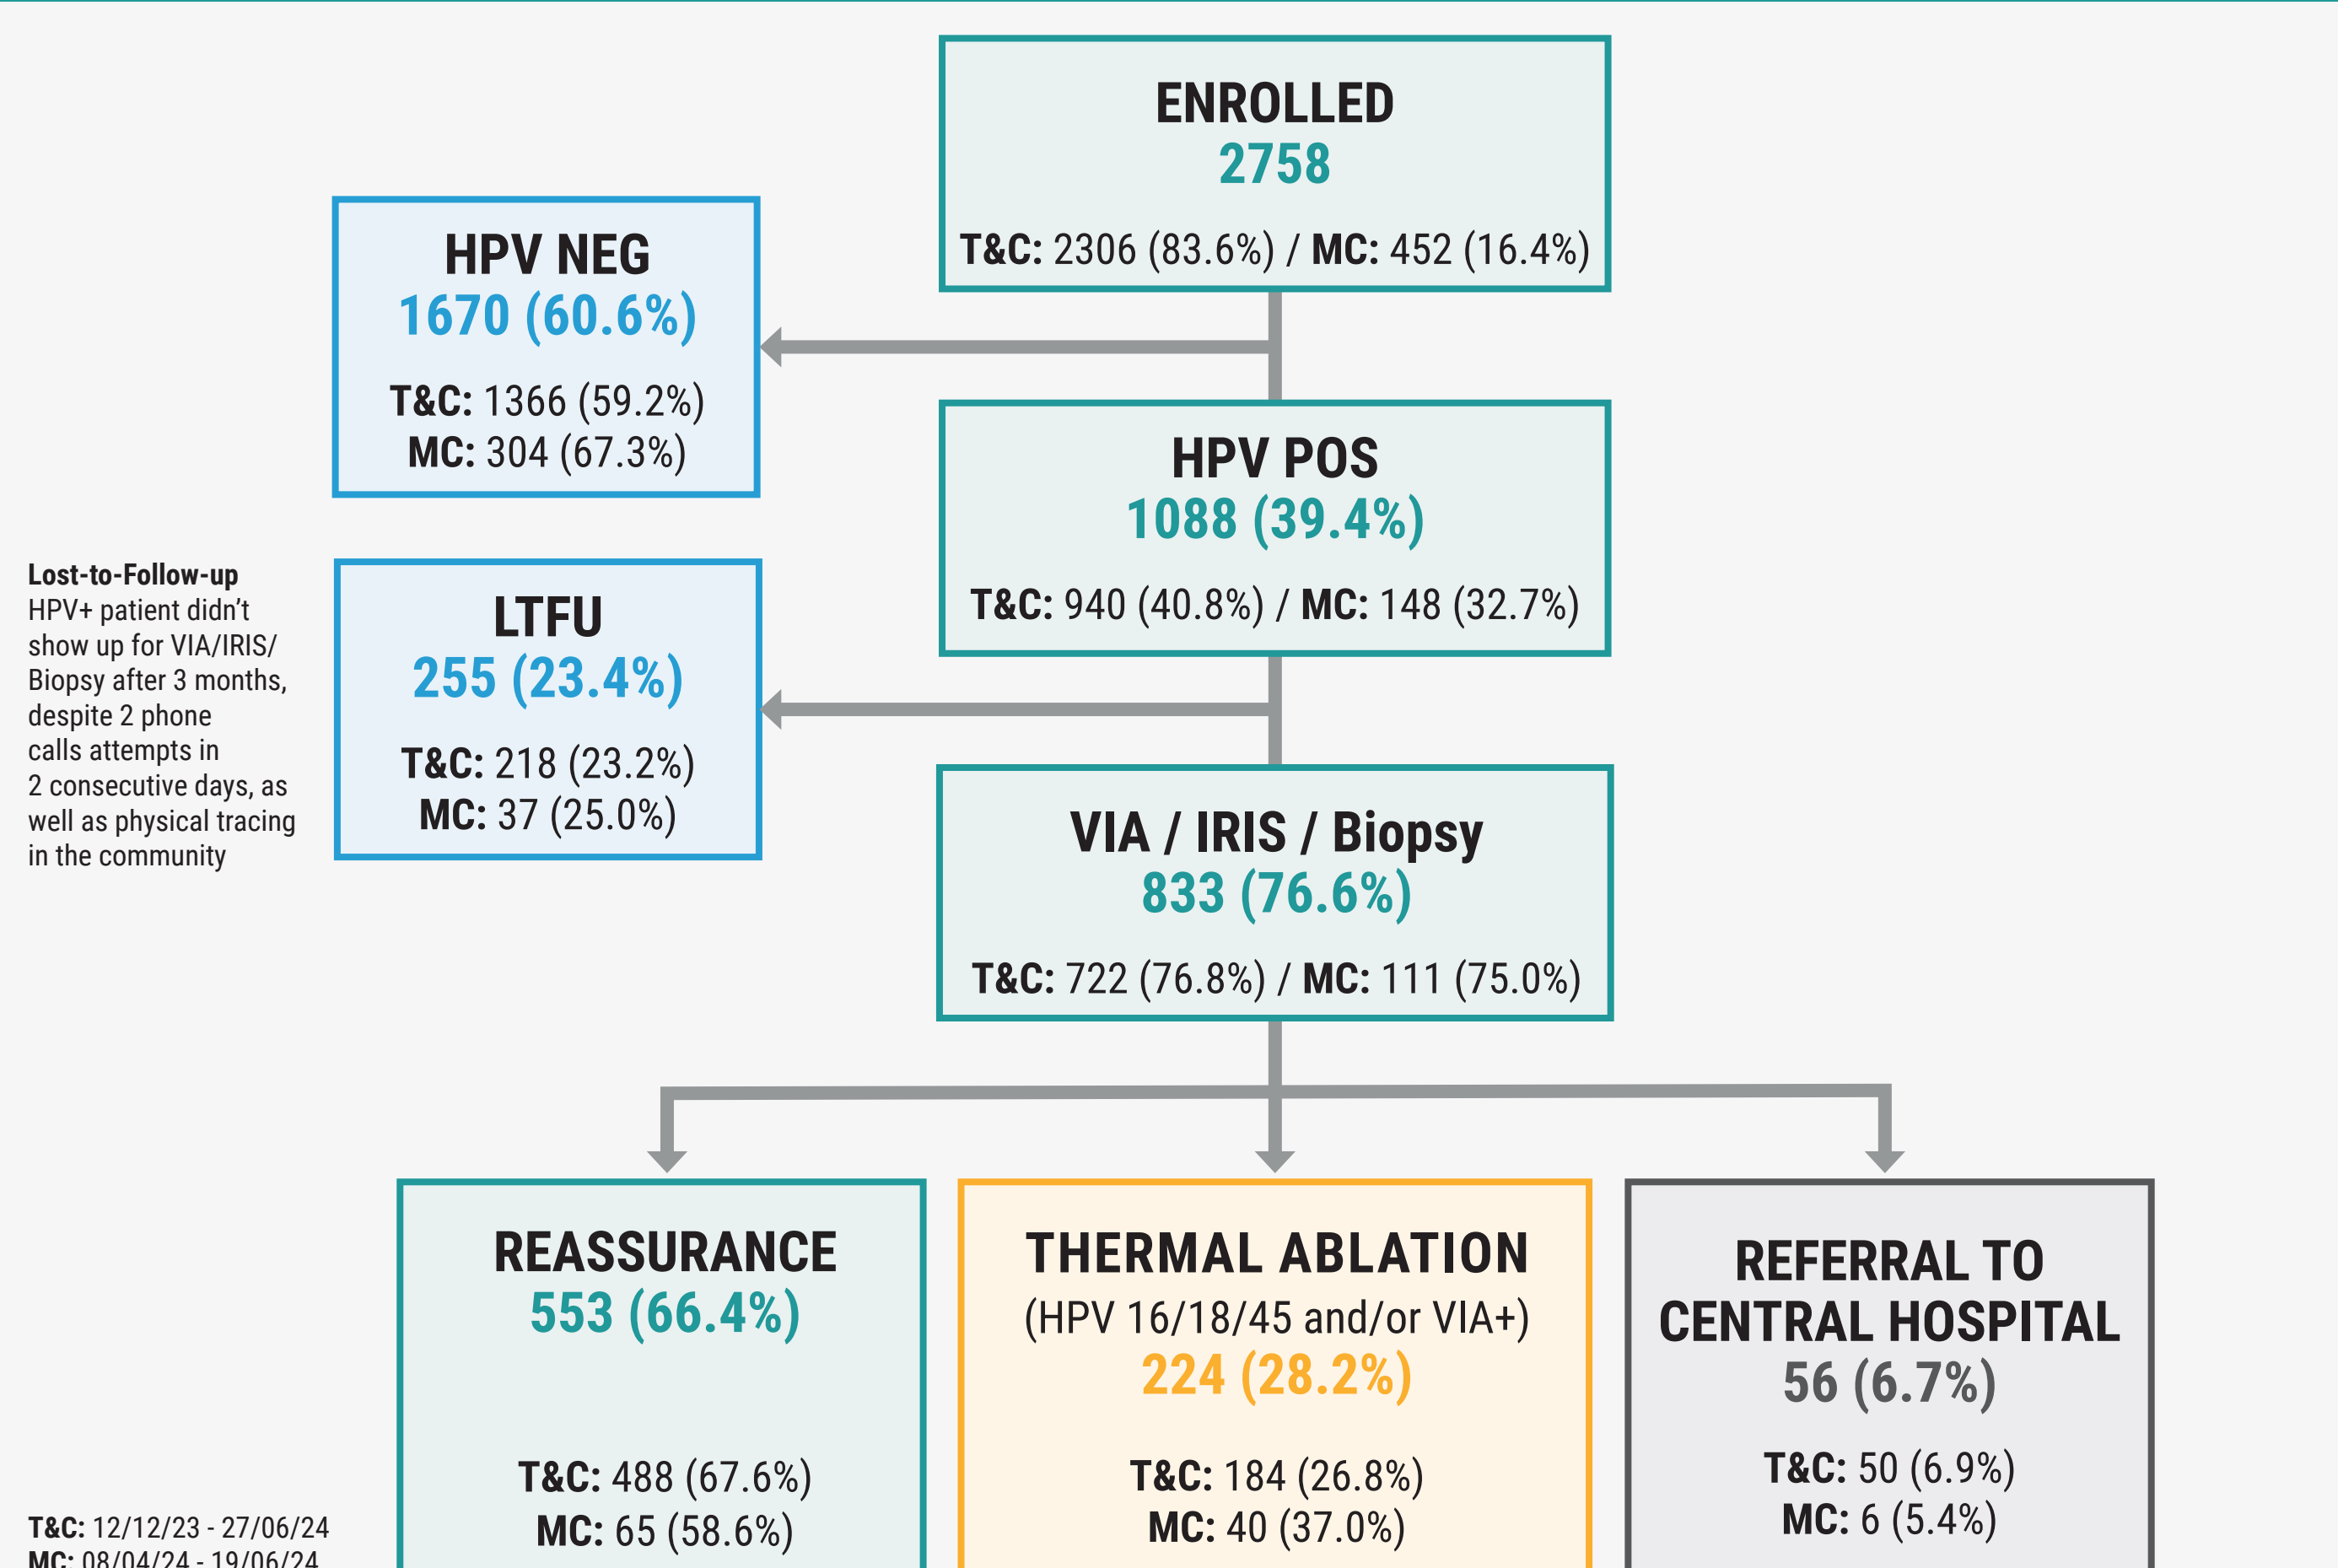 ENROLLED
2758
T&C: 2306 (83.6%) / MC: 452 (16.4%)
HPV NEG
1670 (60.6%)
T&C: 1366 (59.2%)
MC: 304 (67.3%)
HPV POS
1088 (39.4%)
T&C: 940 (40.8%) / MC: 148 (32.7%)
Lost-to-Follow-up
HPV+ patient didn’t
show up for VIA/IRIS/
Biopsy after 3 months,
despite 2 phone
calls attempts in
2 consecutive days, as
well as physical tracing
in the community
LTFU
255 (23.4%)
T&C: 218 (23.2%)
MC: 37 (25.0%)
VIA / IRIS / Biopsy
833 (76.6%)
T&C: 722 (76.8%) / MC: 111 (75.0%)
REASSURANCE
553 (66.4%)
T&C: 488 (67.6%)
MC: 65 (58.6%)
THERMAL ABLATION
(HPV 16/18/45 and/or VIA+)
224 (28.2%)
T&C: 184 (26.8%)
MC: 40 (37.0%)
REFERRAL TO
CENTRAL HOSPITAL
56 (6.7%)
T&C: 50 (6.9%)
MC: 6 (5.4%)
T&C: 12/12/23 - 27/06/24
MC: 08/04/24 - 19/06/24